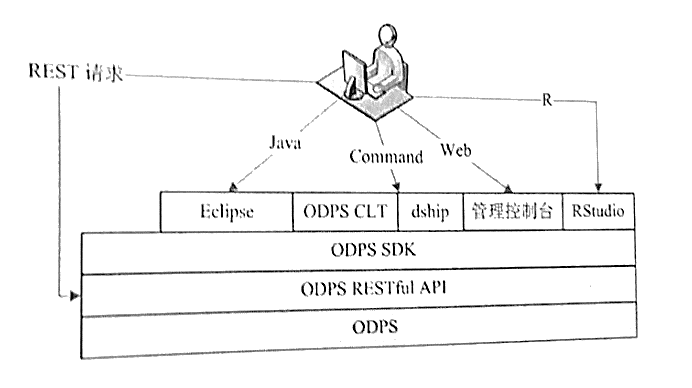 REST 请求
R
Java
Command
Web
Eclipse
ODPS CLT
dship
管理控制台
RStudio
ODPS SDK
ODPS RESTful API
ODPS